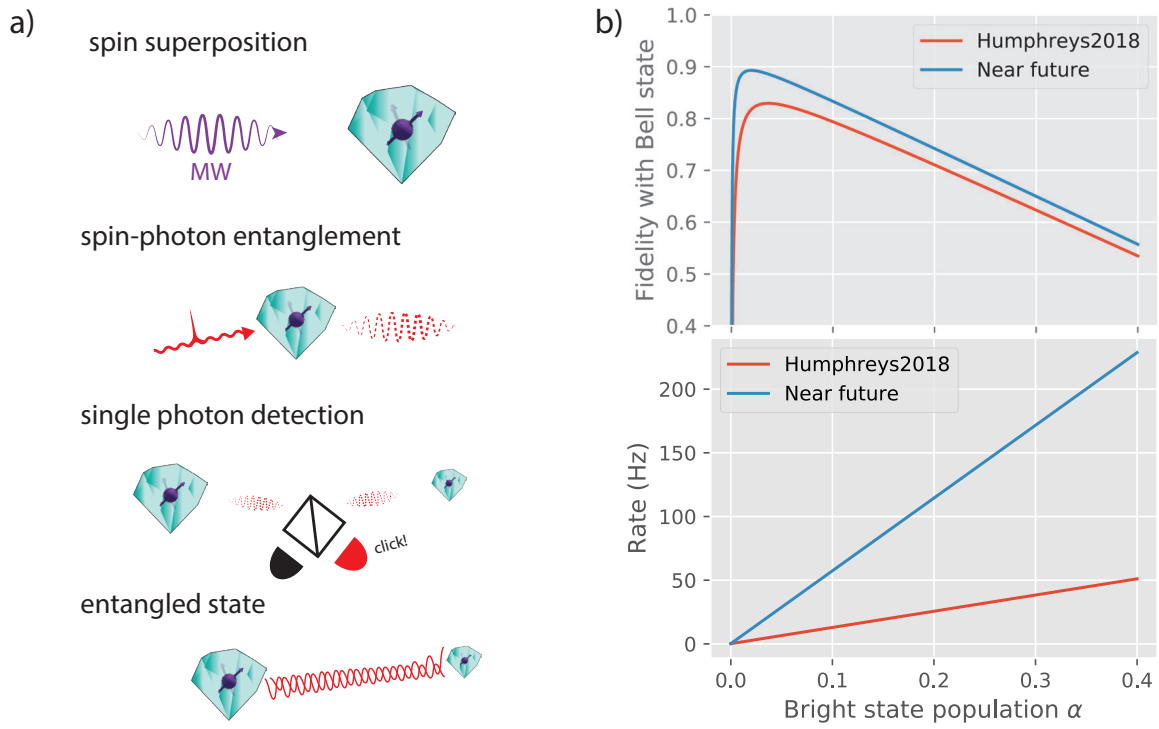 a)
spin superposition
MW
spin-photon entanglement
single photon detection
click!
entangled state
b)
Fidelity with Bell state
1.0
0.9
0.8
0.7
0.6
0.5
0.4
Humphreys2018
Near future
Rate (Hz)
200
150
100
50
0
Humphreys2018
Near future
0.0 0.1 0.2 0.3 0.4
Bright state population α